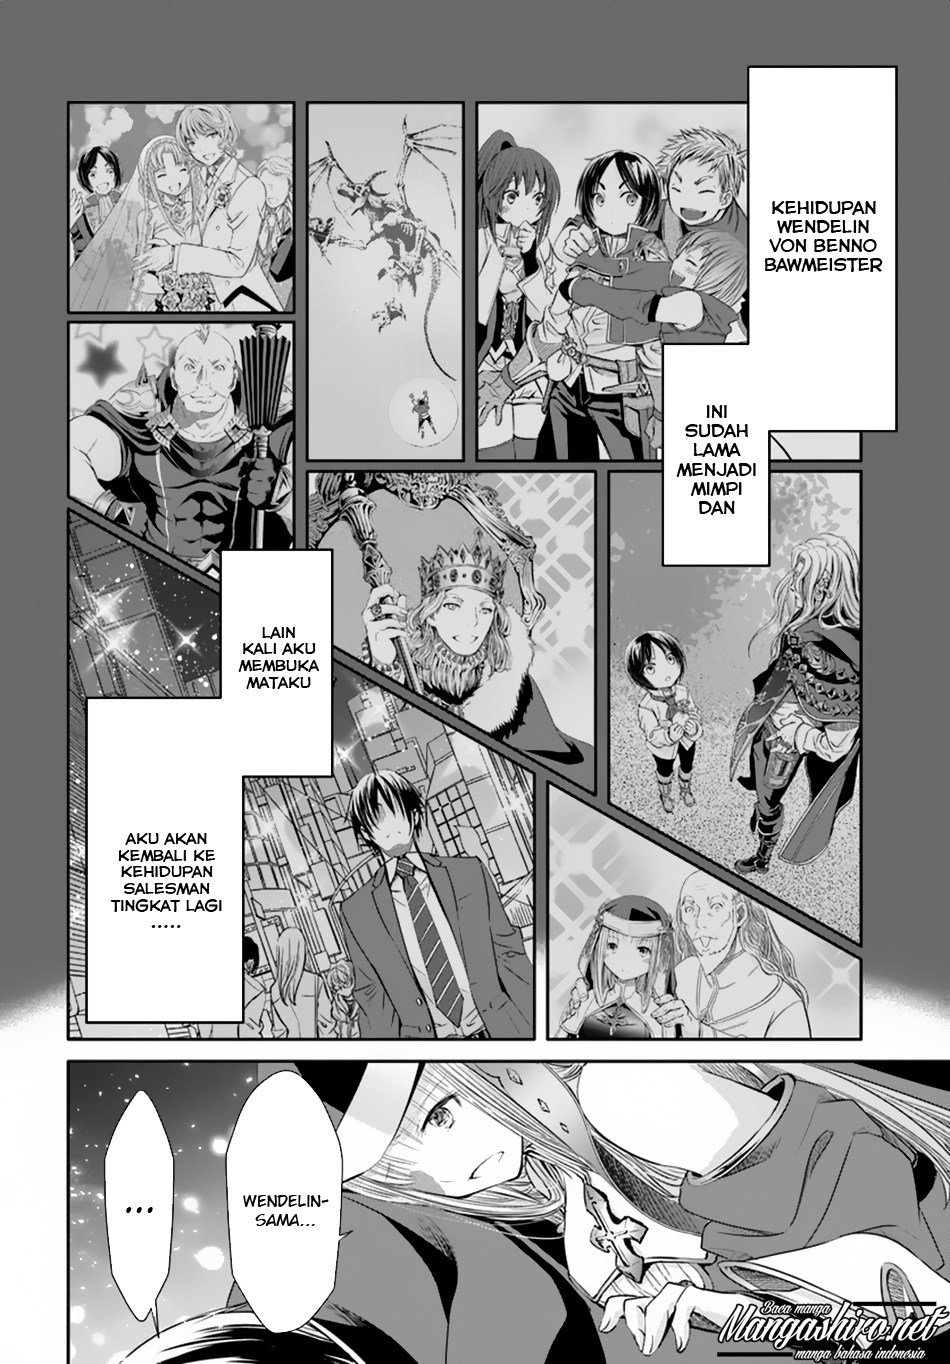 KEHIDUPAN
WENDELIN
VON BENNO
BAWMEISTER
INI
SUDAH
LAMA
MENJADI
MIMPI
DAN
LAIN
KALI AKU
MEMBUKA
MATAKU
AKU AKAN
KEMBALI KE
KEHIDUPAN
SALESMAN
TINGKAT LAGI
.....
WENDELIN-
SAMA...
...
Baca manga
Mangashiro.net
manga bahasa indonesia